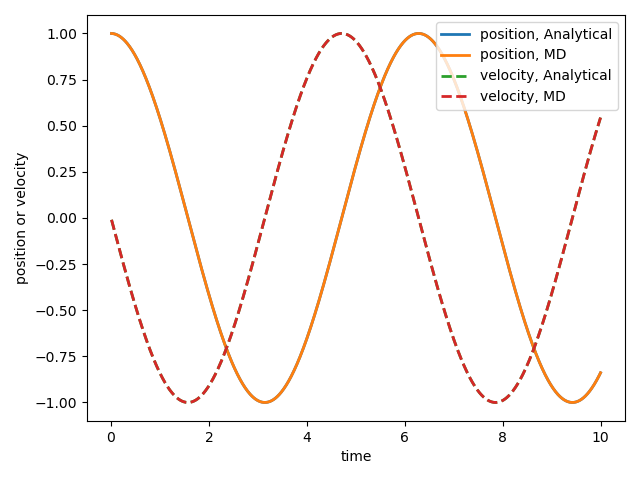 position, Analytical
position, MD
velocity, Analytical
velocity, MD
1.00
0.75
0.50
0.25
0.00
−0.25
−0.50
−0.75
−1.00
position or velocity
0 2 4 6 8 10
time